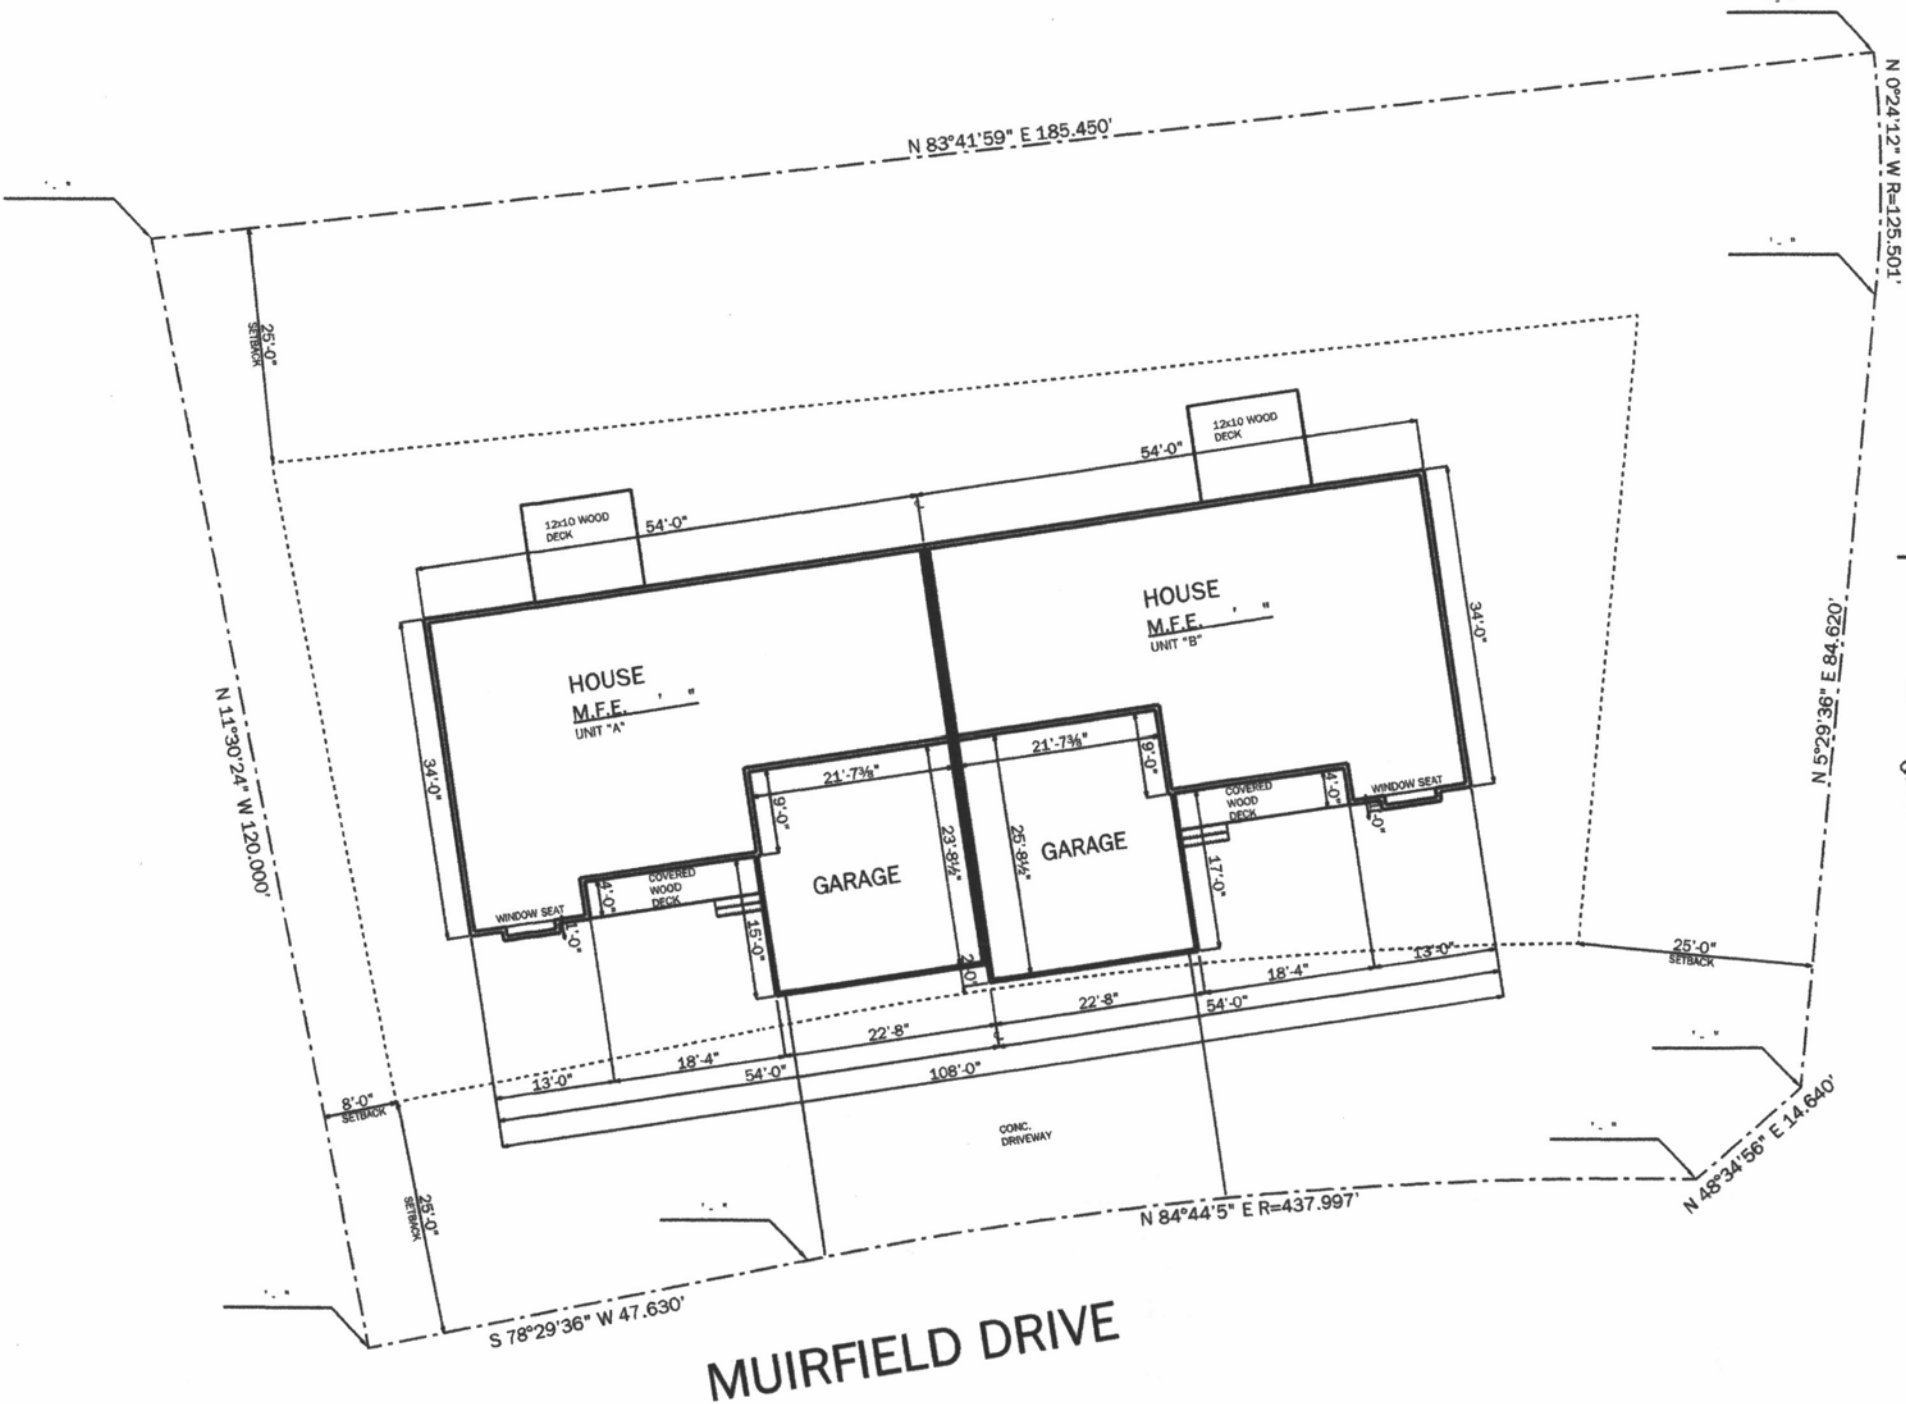 N 83°41'59" E 185.450'
N 0°24'12" W R=125.501'
'- "
'- "
25'-0"
SETBACK
12x10 WOOD
DECK
54'-0"
12x10 WOOD
DECK
54'-0"
HOUSE
M.F.E. ' "
UNIT "B"
34'-0"
HOUSE
M.F.E. ' "
UNIT "A"
34'-0"
N 11°30'24" W 120.000'
N 5°29'36" E 84.620'
21'-7⅜"
9'-0"
21'-7⅜"
9'-0"
COVERED
WOOD
DECK
4'-0"
WINDOW SEAT
1'-0"
GARAGE
25'-8½"
17'-0"
GARAGE
23'-8½"
COVERED
WOOD
DECK
4'-0"
WINDOW SEAT
1'-0"
15'-0"
2'-0"
25'-0"
SETBACK
13'-0"
18'-4"
22'-8"
54'-0"
22'-8"
18'-4"
13'-0"
54'-0"
108'-0"
8'-0"
SETBACK
25'-0"
SETBACK
CONC.
DRIVEWAY
'- "
'- "
N 48°34'56" E 14.640'
N 84°44'5" E R=437.997'
'- "
'- "
S 78°29'36" W 47.630'
MUIRFIELD DRIVE